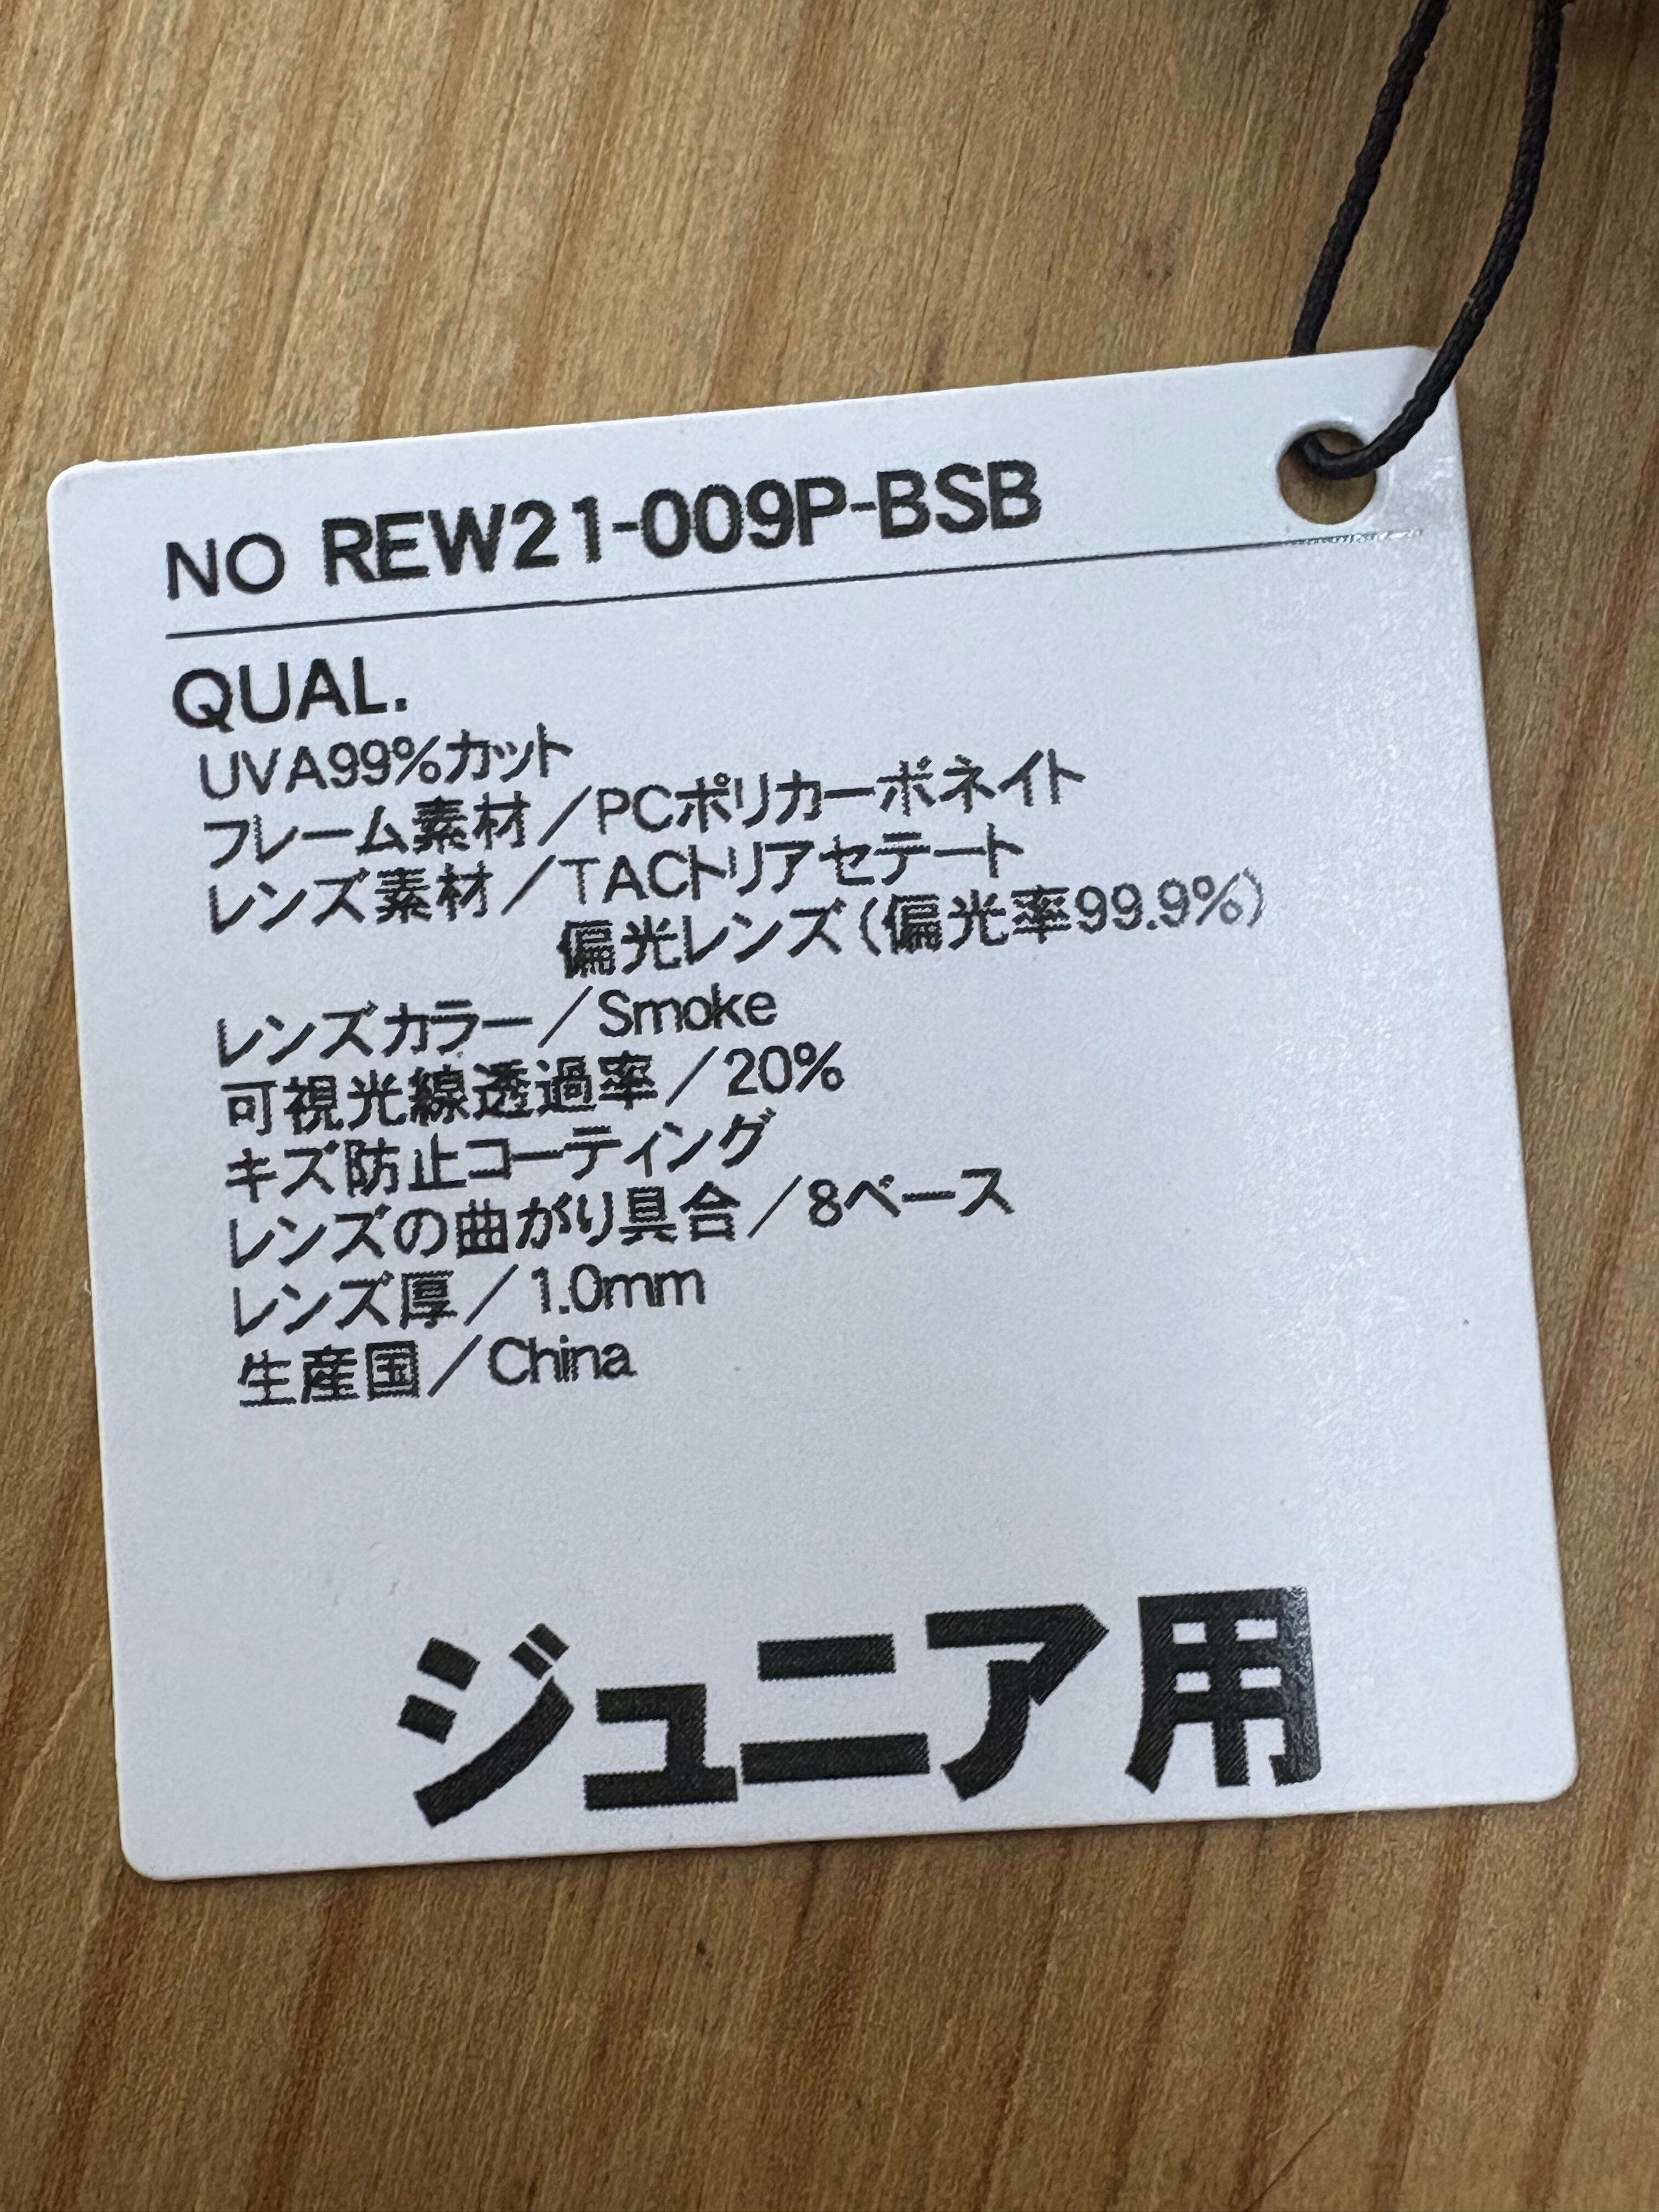 NO REW21-009P-BSB
QUAL.
UVA99%カット
フレーム素材／PCポリカーボネイト
レンズ素材／TACトリアセテート
偏光レンズ(偏光率99.9%)
レンズカラー／Smoke
可視光線透過率／20%
キズ防止コーティング
レンズの曲がり具合／8ベース
レンズ厚／1.0mm
生産国／China
ジュニア用